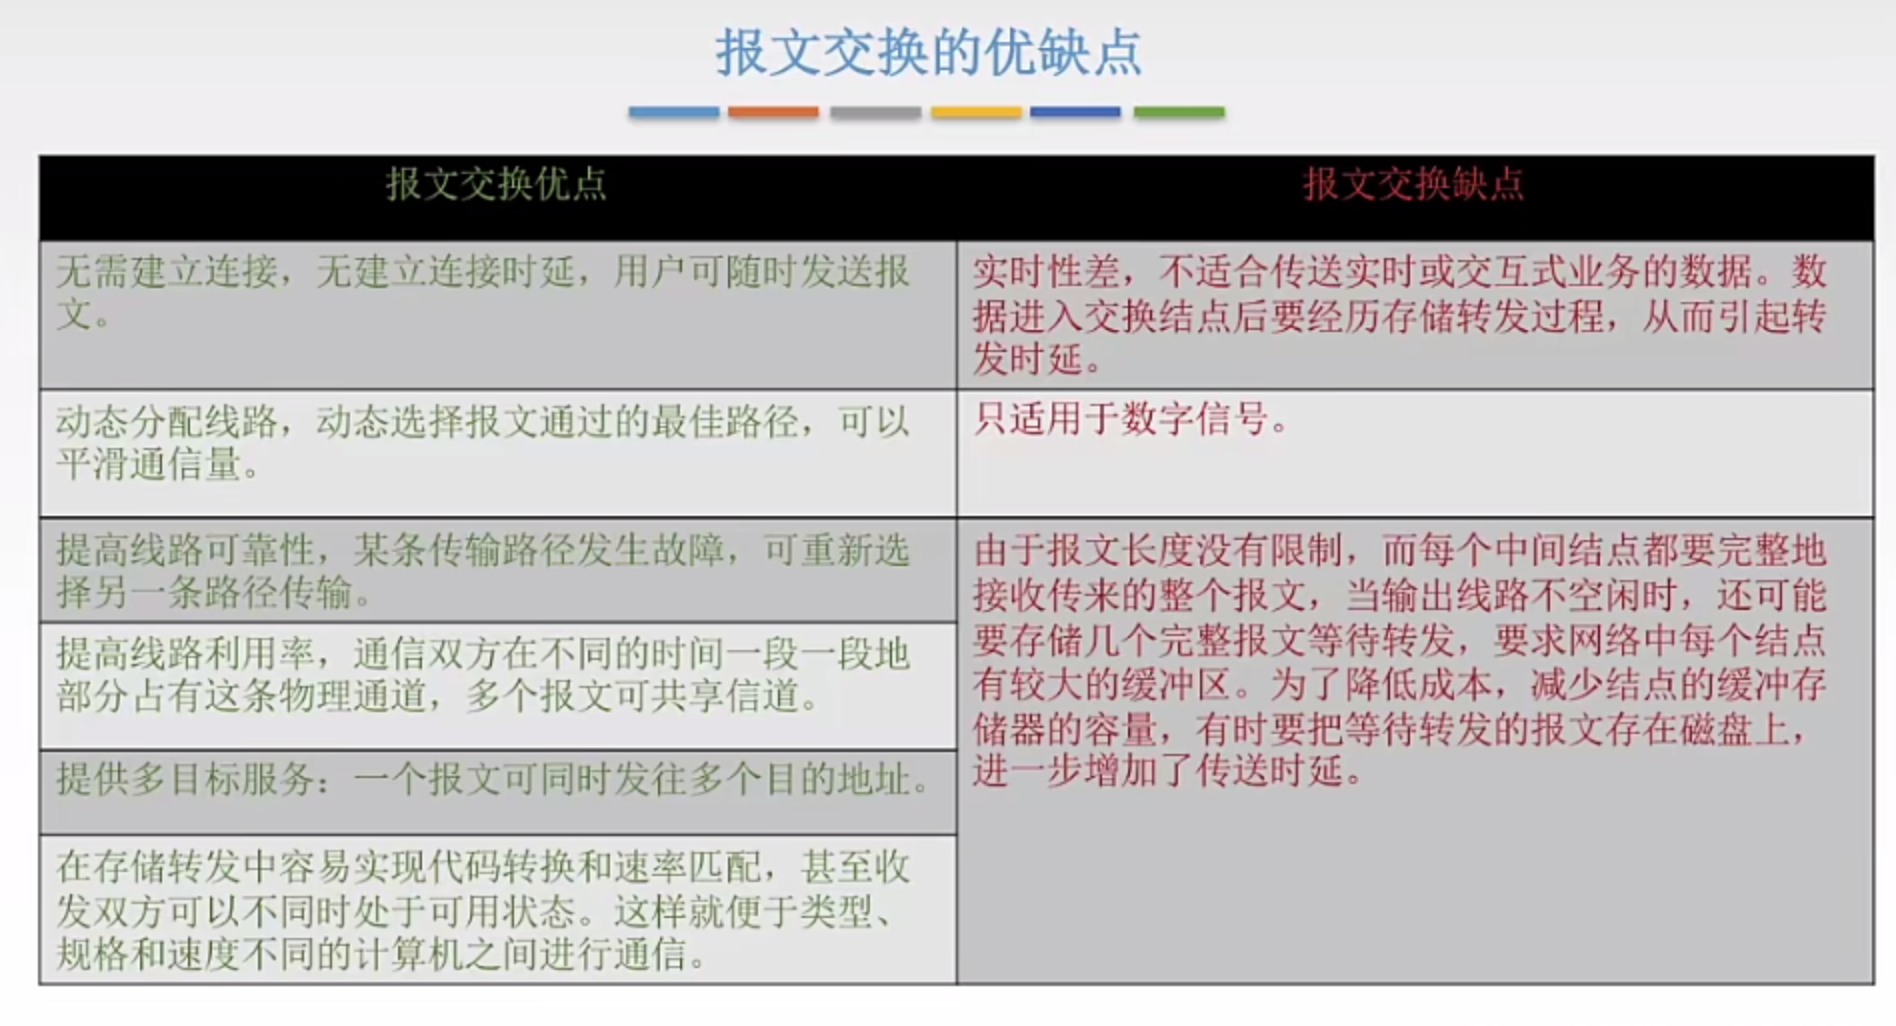 报文交换的优缺点
报文交换优点
报文交换缺点
无需建立连接，无建立连接时延，用户可随时发送报
文。
实时性差，不适合传送实时或交互式业务的数据。数
据进入交换结点后要经历存储转发过程，从而引起转
发时延。
动态分配线路，动态选择报文通过的最佳路径，可以
平滑通信量。
只适用于数字信号。
提高线路可靠性，某条传输路径发生故障，可重新选
择另一条路径传输。
提高线路利用率，通信双方在不同的时间一段一段地
部分占有这条物理通道，多个报文可共享信道。
提供多目标服务：一个报文可同时发往多个目的地址。
在存储转发中容易实现代码转换和速率匹配，甚至收
发双方可以不同时处于可用状态。这样就便于类型、
规格和速度不同的计算机之间进行通信。
由于报文长度没有限制，而每个中间结点都要完整地
接收传来的整个报文，当输出线路不空闲时，还可能
要存储几个完整报文等待转发，要求网络中每个结点
有较大的缓冲区。为了降低成本，减少结点的缓冲存
储器的容量，有时要把等待转发的报文存在磁盘上，
进一步增加了传送时延。